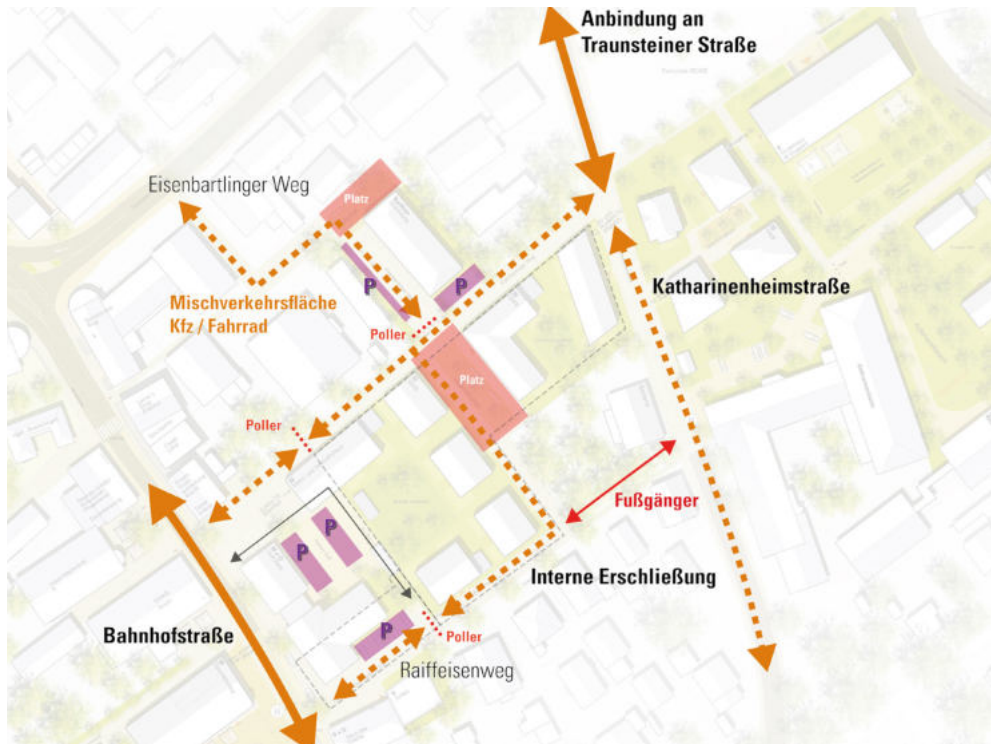 Anbindung an
Traunsteiner Straße
Eisenbartlinger Weg
Platz
Katharinenheimstraße
P
P
Mischverkehrsfläche
Kfz / Fahrrad
Poller
Platz
Poller
Fußgänger
P
P
Interne Erschließung
Bahnhofstraße
P
Poller
Raiffeisenweg